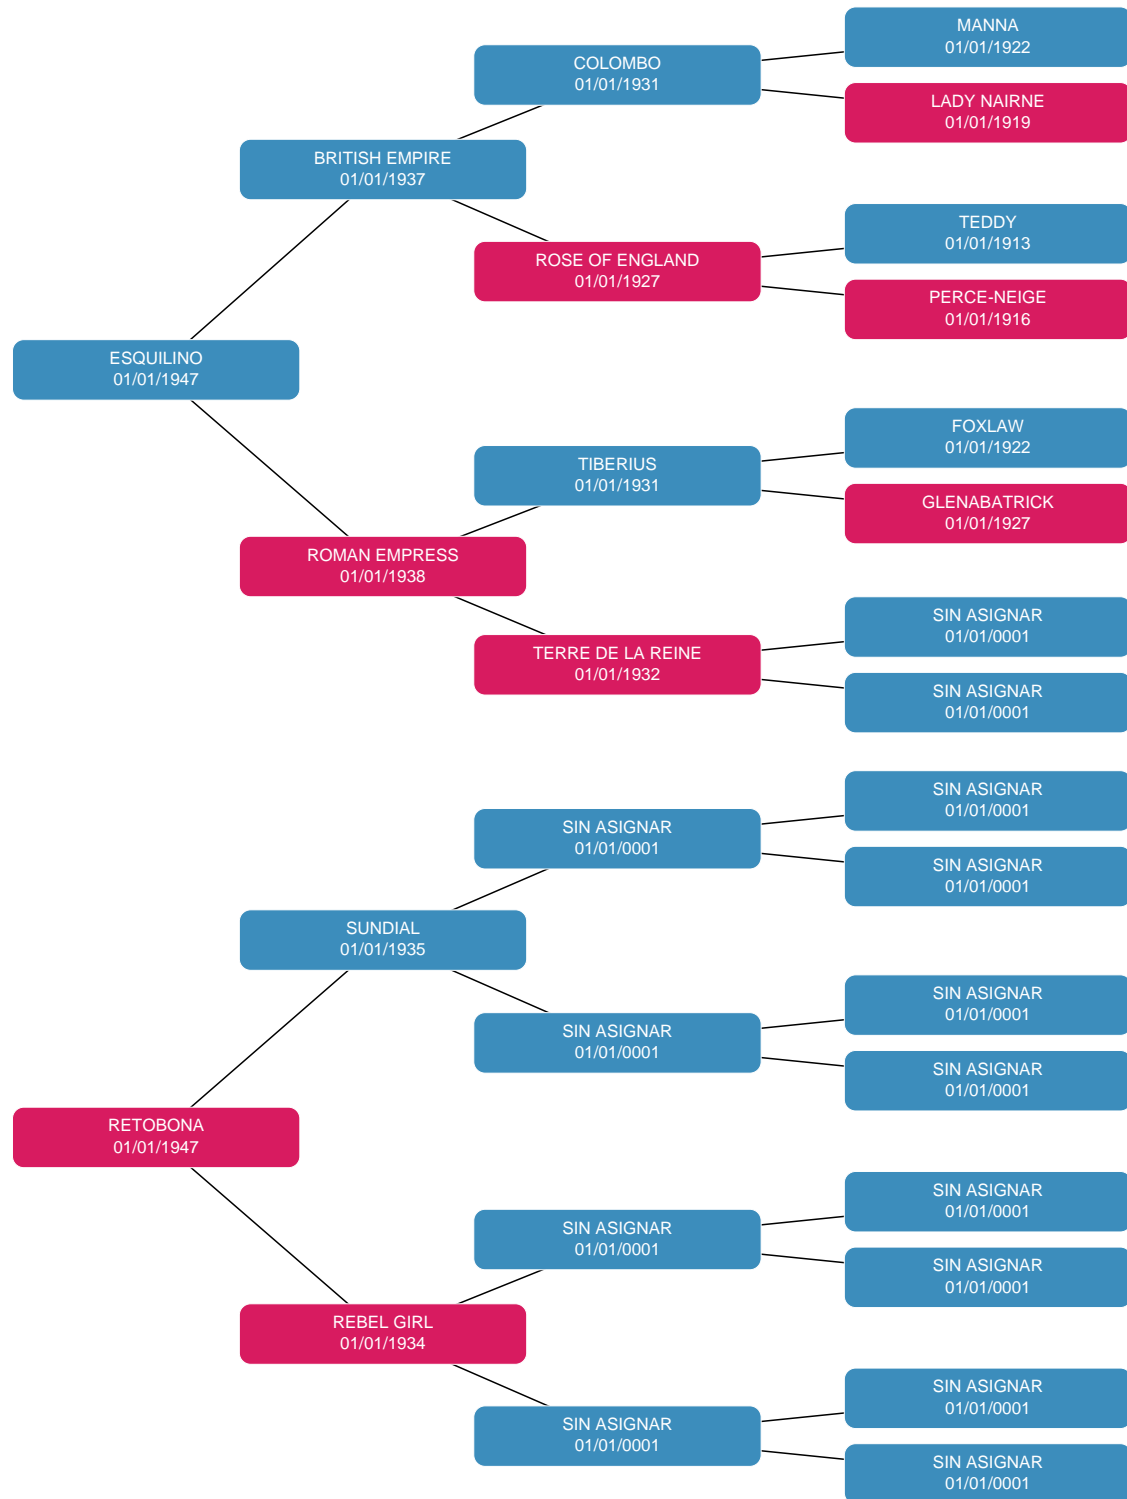 MANNA
01/01/1922
COLOMBO
01/01/1931
LADY NAIRNE
01/01/1919
BRITISH EMPIRE
01/01/1937
TEDDY
01/01/1913
ROSE OF ENGLAND
01/01/1927
PERCE-NEIGE
01/01/1916
ESQUILINO
01/01/1947
FOXLAW
01/01/1922
TIBERIUS
01/01/1931
GLENABATRICK
01/01/1927
ROMAN EMPRESS
01/01/1938
SIN ASIGNAR
01/01/0001
TERRE DE LA REINE
01/01/1932
SIN ASIGNAR
01/01/0001
SIN ASIGNAR
01/01/0001
SIN ASIGNAR
01/01/0001
SIN ASIGNAR
01/01/0001
SUNDIAL
01/01/1935
SIN ASIGNAR
01/01/0001
SIN ASIGNAR
01/01/0001
SIN ASIGNAR
01/01/0001
RETOBONA
01/01/1947
SIN ASIGNAR
01/01/0001
SIN ASIGNAR
01/01/0001
SIN ASIGNAR
01/01/0001
REBEL GIRL
01/01/1934
SIN ASIGNAR
01/01/0001
SIN ASIGNAR
01/01/0001
SIN ASIGNAR
01/01/0001